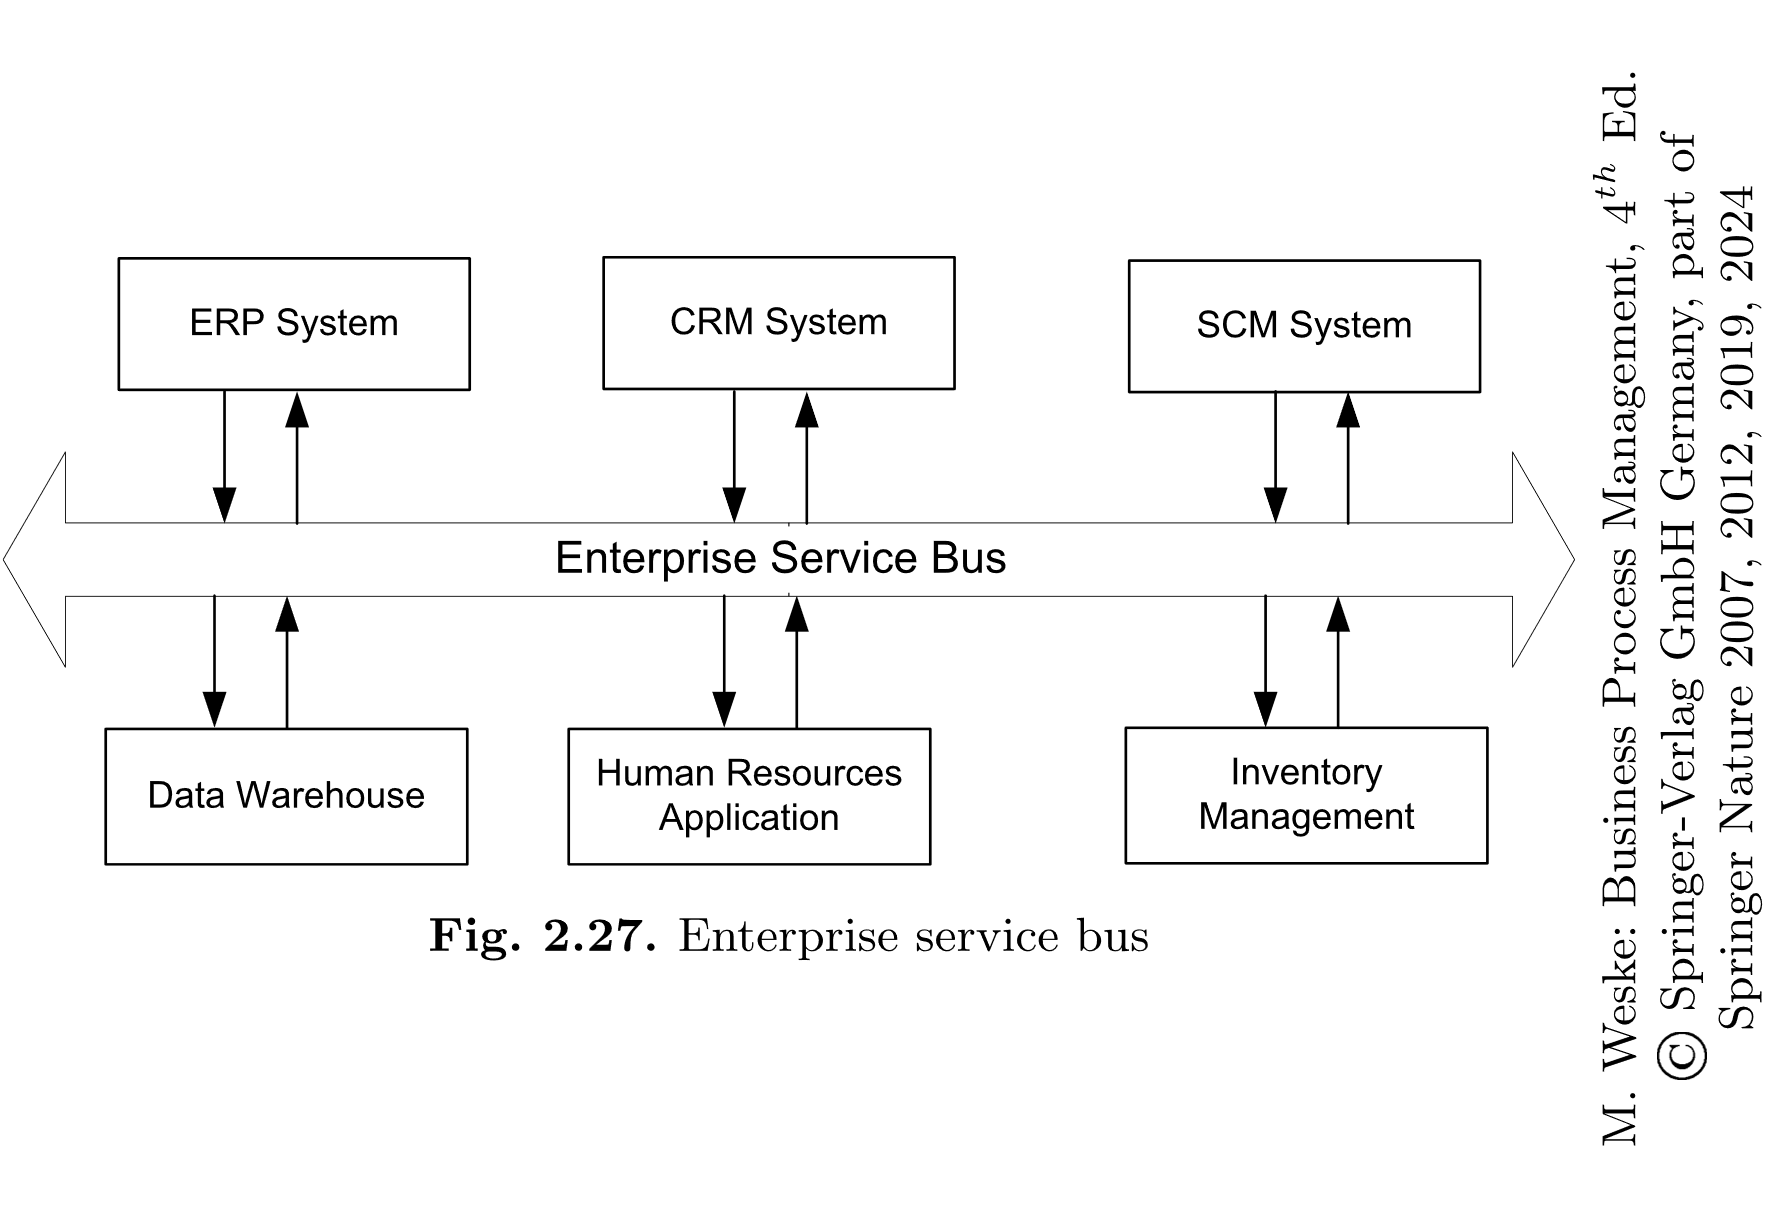 ERP System
CRM System
SCM System
Enterprise Service Bus
Data Warehouse
Human Resources
Application
Inventory
Management
Fig. 2.27. Enterprise service bus
M. Weske: Business Process Management, 4th Ed.
© Springer-Verlag GmbH Germany, part of
Springer Nature 2007, 2012, 2019, 2024